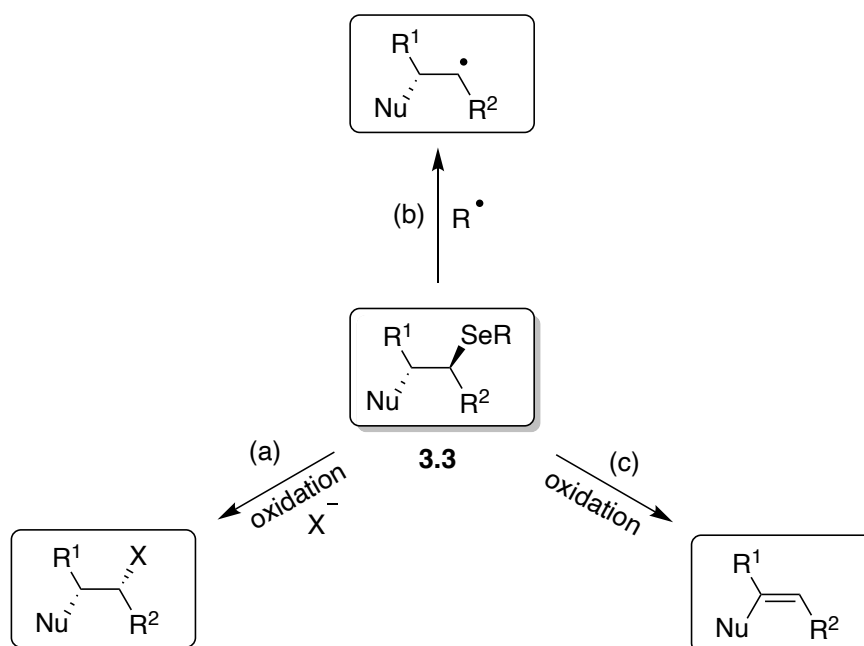 R¹
•
Nu
R²
(b)
R•
R¹
SeR
Nu
R²
3.3
(a)
oxidation
X⁻
(c)
oxidation
R¹
X
Nu
R²
R¹
Nu
R²